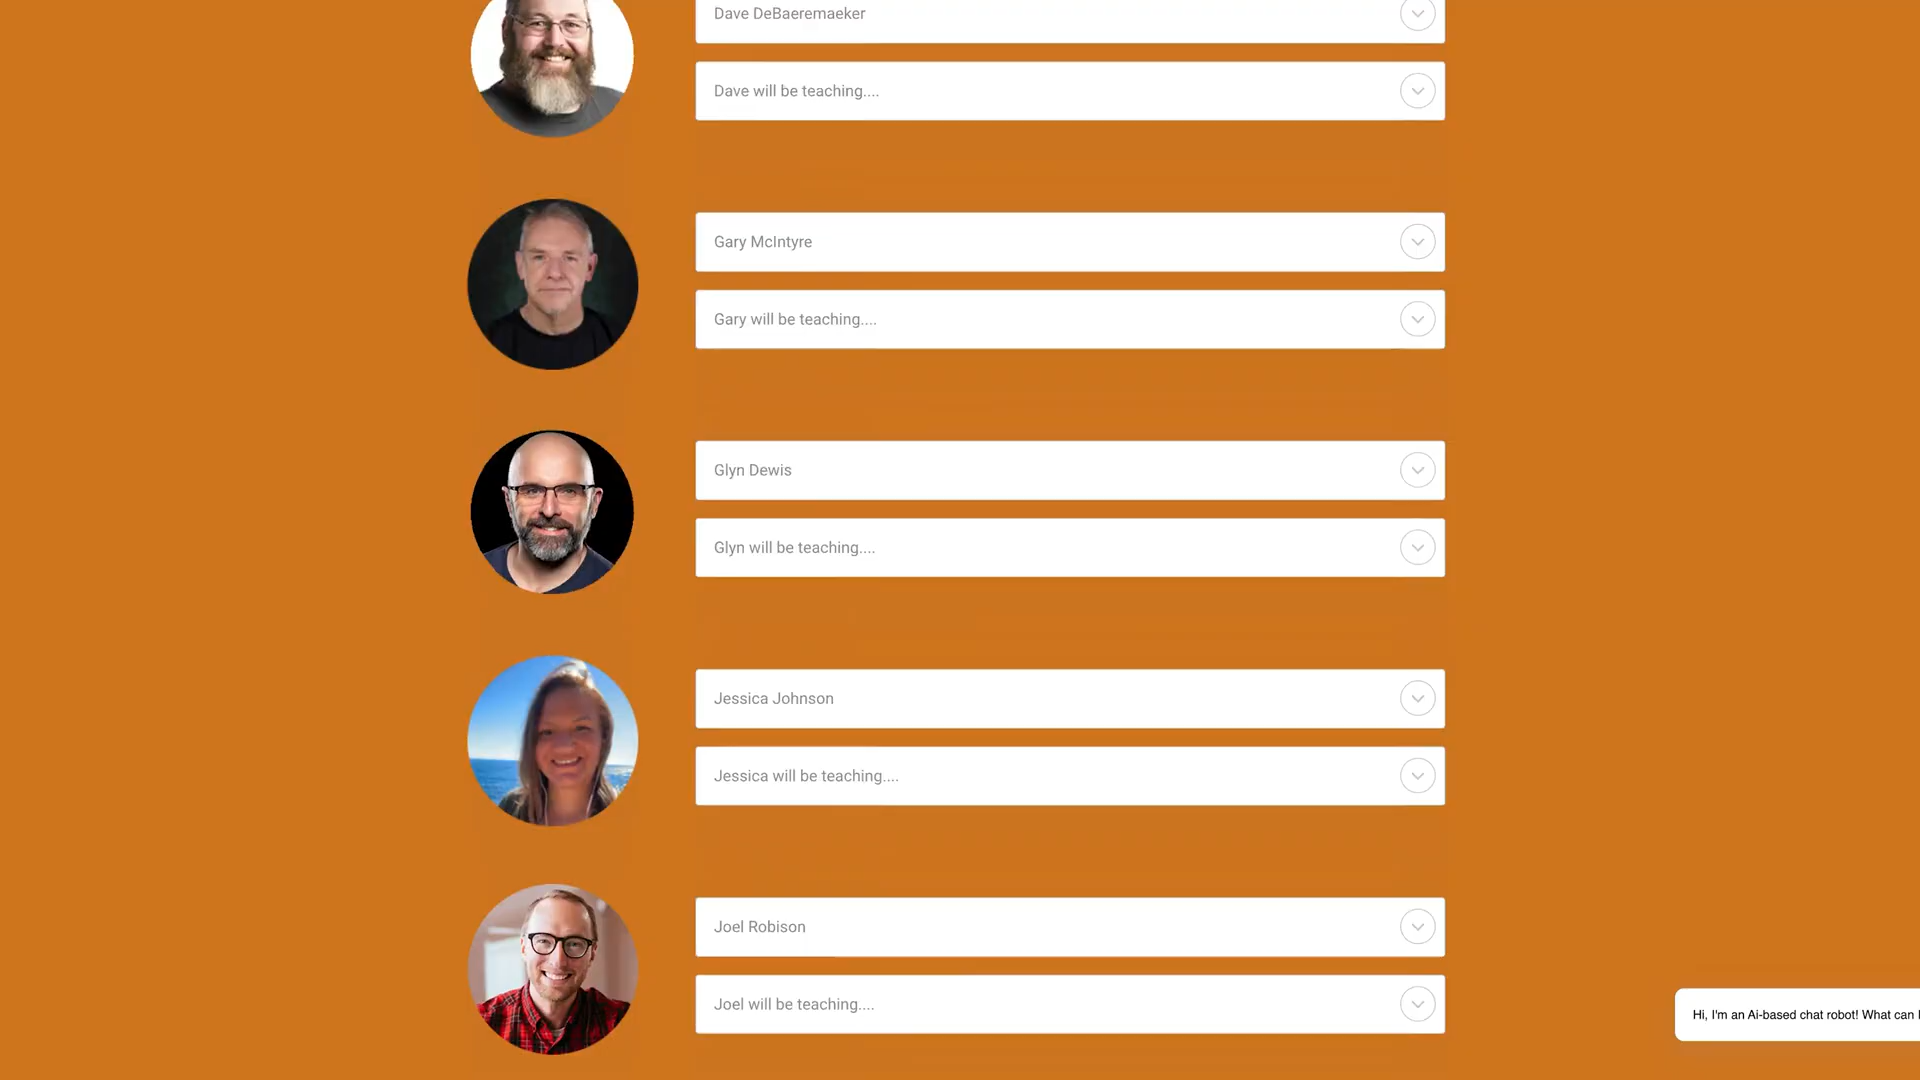 Dave DeBaeremaeker
Dave will be teaching....
Gary McIntyre
Gary will be teaching....
Glyn Dewis
Glyn will be teaching....
Jessica Johnson
Jessica will be teaching....
Joel Robison
Joel will be teaching....
Hi, I'm an Ai-based chat robot! What can